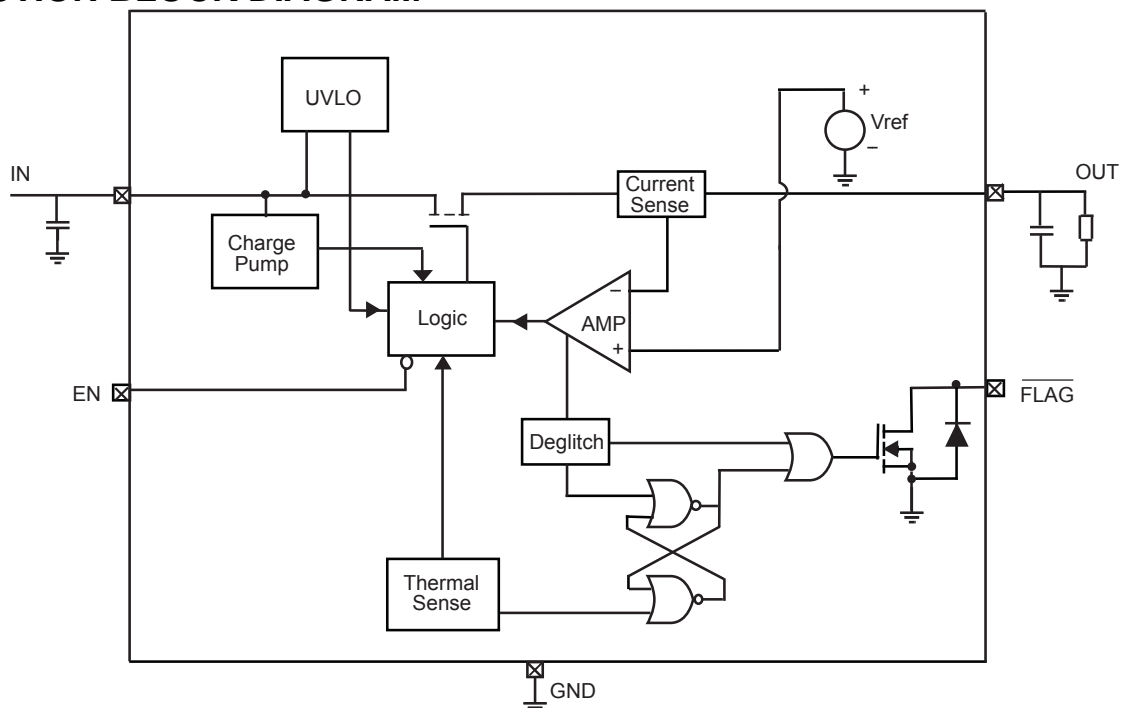 UVLO
+
Vref
–
IN
OUT
Current
Sense
Charge
Pump
–
Logic
AMP
+
EN
FLAG
Deglitch
Thermal
Sense
GND